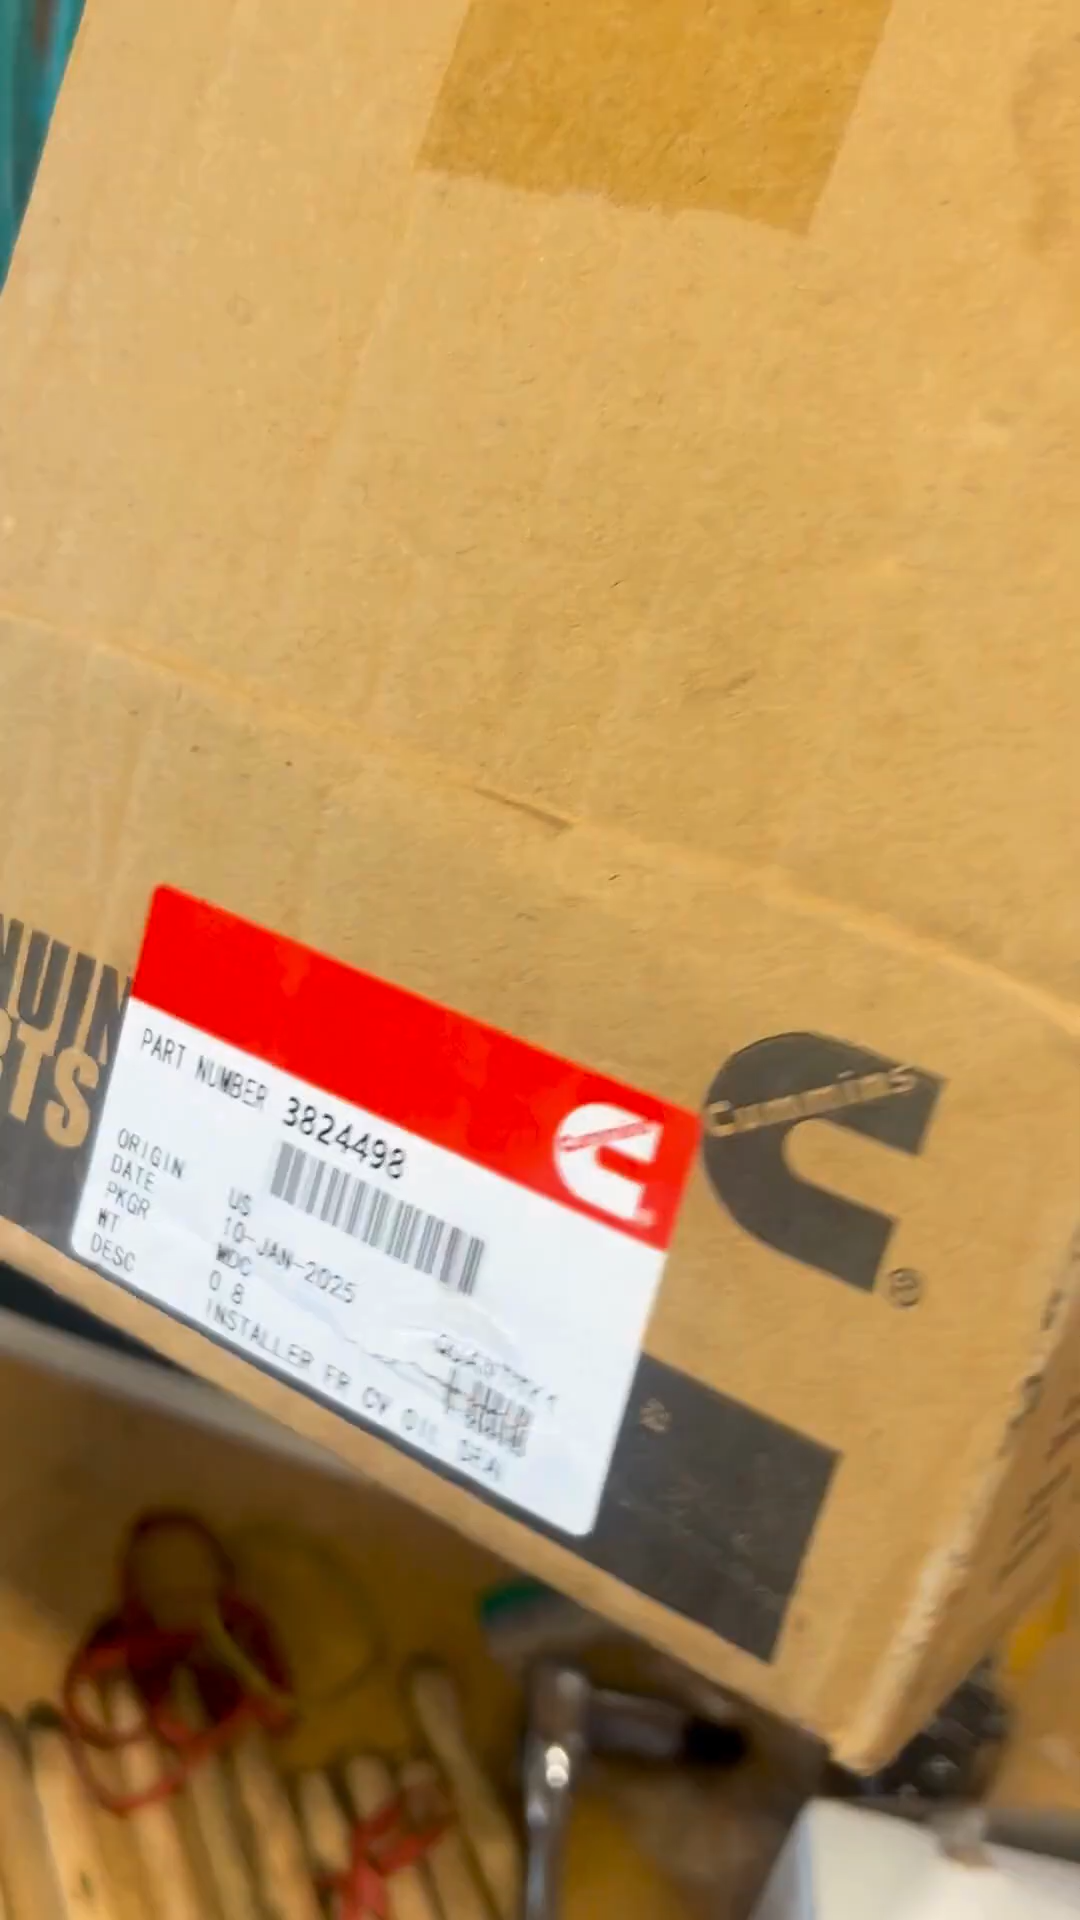 NUIN
RTS
PART NUMBER 3824498
ORIGIN US
DATE 10-JAN-2025
PKGR WDC
WT 0 8
DESC INSTALLER FR CV OIL
Cummins
Cummins
®